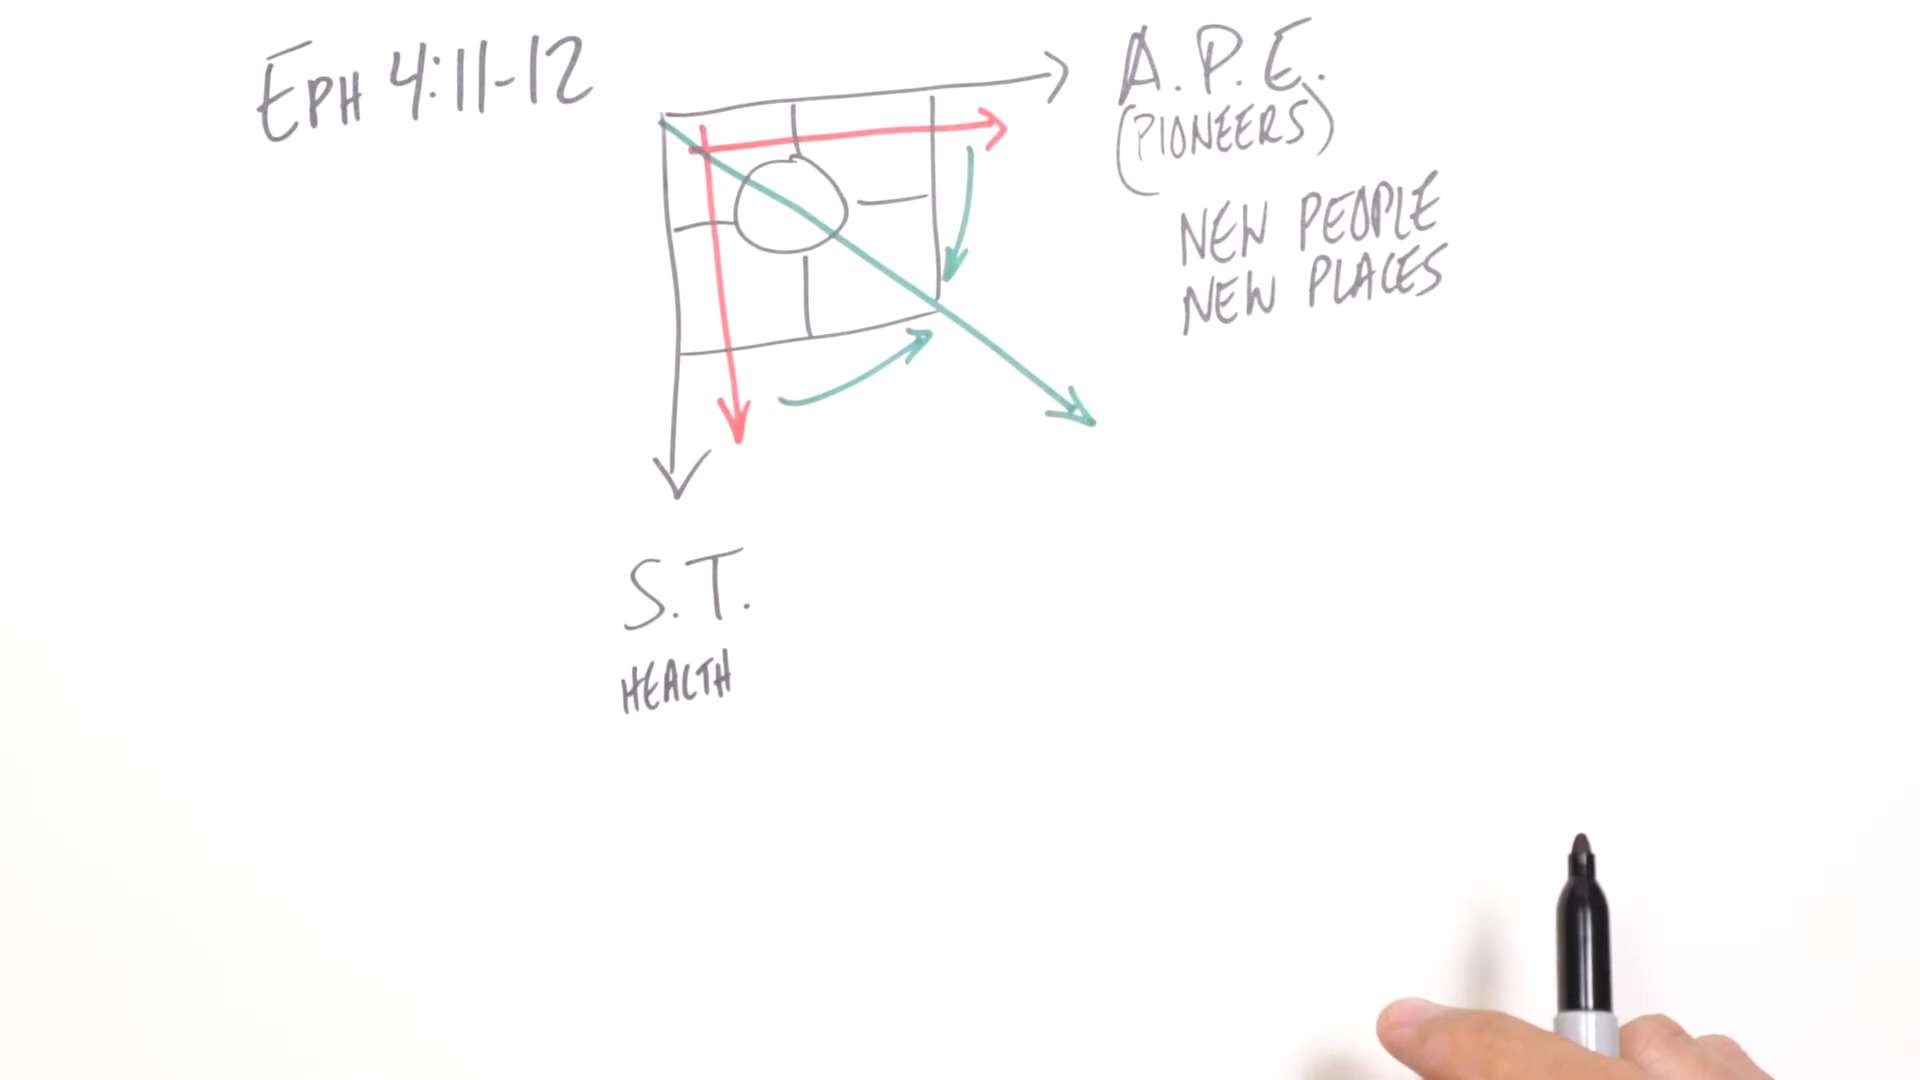 EPH 4:11-12
A.P.E.
(PIONEERS)
NEW PEOPLE
NEW PLACES
S.T.
HEALTH